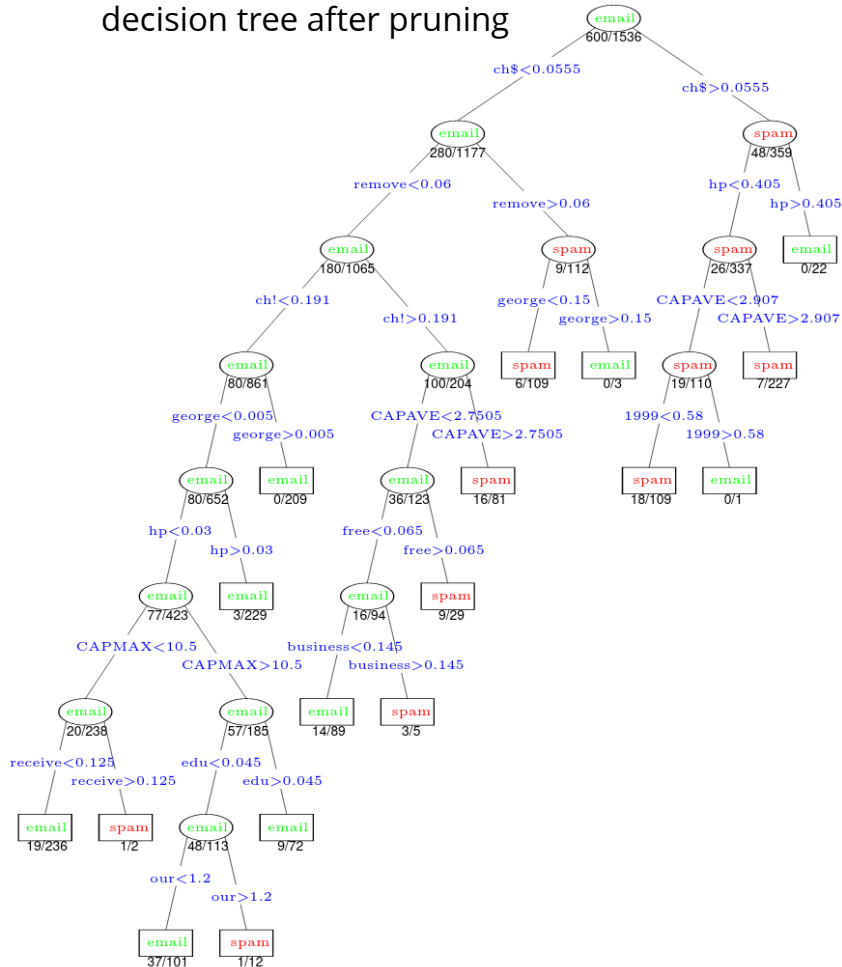 decision tree after pruning
email
600/1536
ch$<0.0555
ch$>0.0555
email
280/1177
spam
48/359
remove<0.06
remove>0.06
hp<0.405
hp>0.405
email
180/1065
spam
9/112
spam
26/337
email
0/22
ch!<0.191
ch!>0.191
george<0.15
george>0.15
CAPAVE<2.907
CAPAVE>2.907
email
80/861
email
100/204
spam
6/109
email
0/3
spam
19/110
spam
7/227
george<0.005
george>0.005
CAPAVE<2.7505
CAPAVE>2.7505
1999<0.58
1999>0.58
email
80/652
email
0/209
email
36/123
spam
16/81
spam
18/109
email
0/1
hp<0.03
hp>0.03
free<0.065
free>0.065
email
77/423
email
3/229
email
16/94
spam
9/29
CAPMAX<10.5
CAPMAX>10.5
business<0.145
business>0.145
email
20/238
email
57/185
email
14/89
spam
3/5
receive<0.125
receive>0.125
edu<0.045
edu>0.045
email
19/236
spam
1/2
email
48/113
email
9/72
our<1.2
our>1.2
email
37/101
spam
1/12